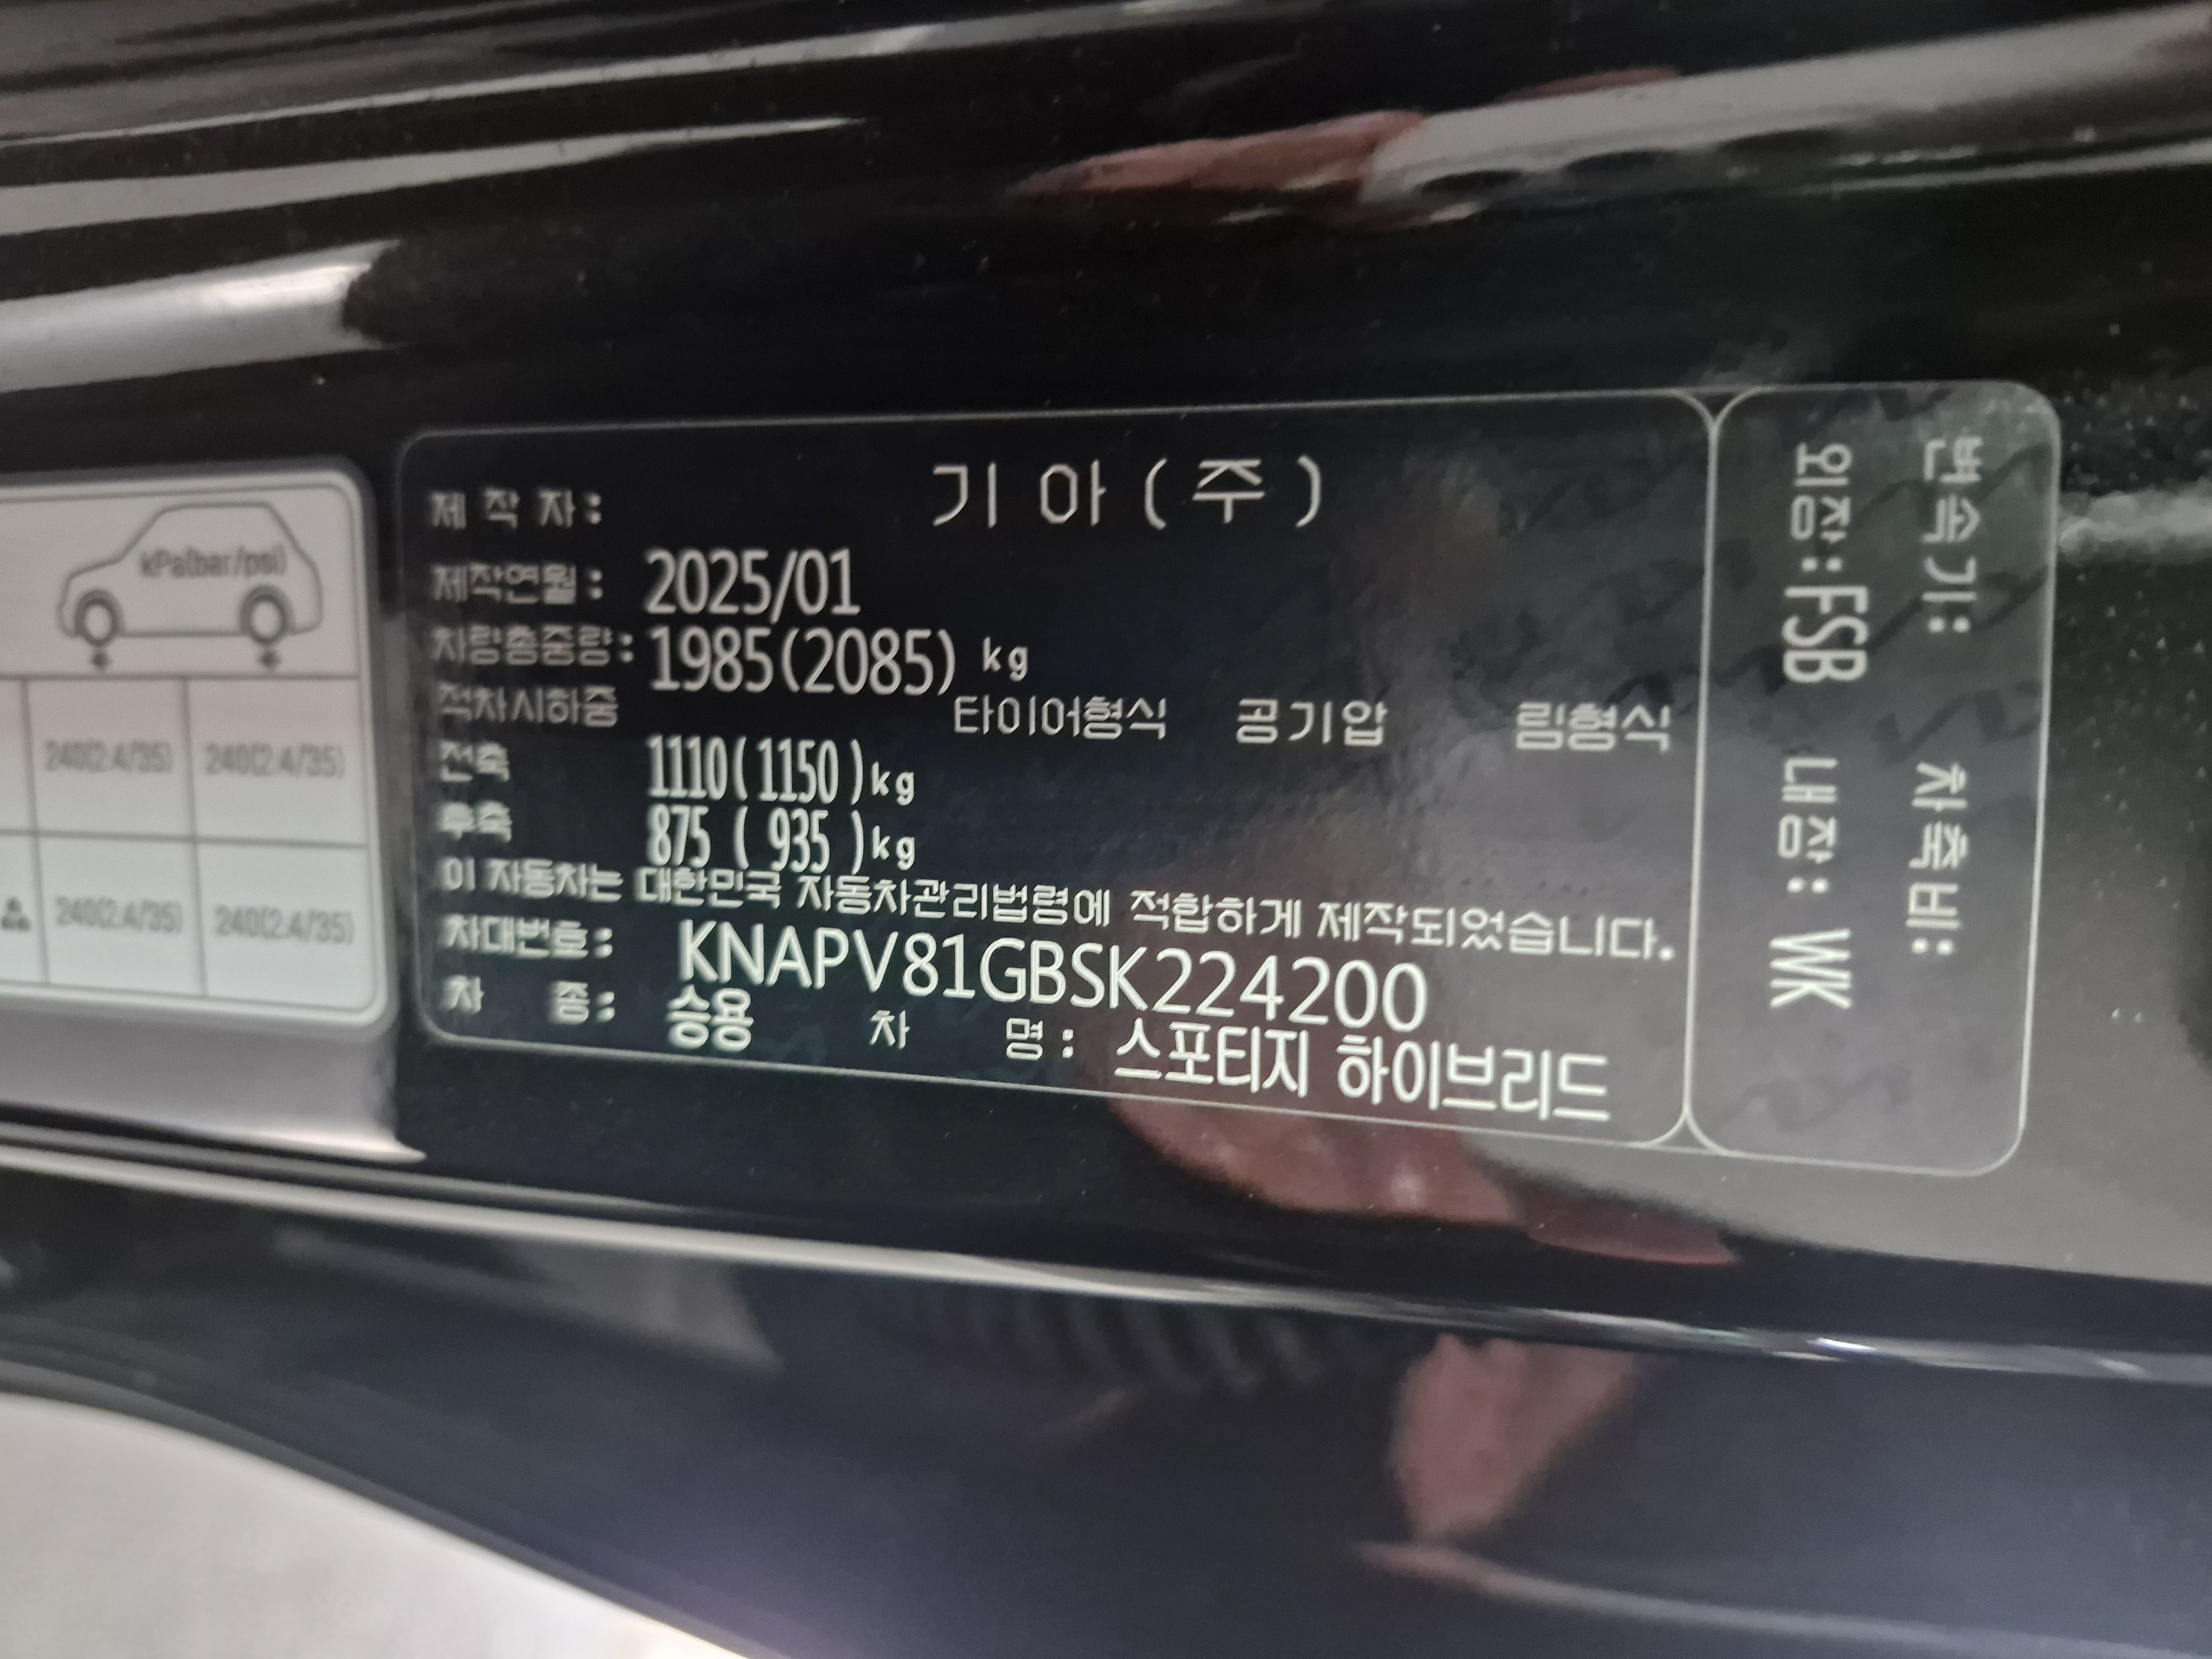 kPa(bar/psi)
240(2.4/35) 240(2.4/35)
240(2.4/35) 240(2.4/35)
제 작 자 : 기 아 ( 주 )
제작연월 : 2025/01
차량총중량 : 1985(2085) kg
적차시하중 타이어형식 공기압 림형식
전축 1110( 1150 )kg
후축 875 ( 935 )kg
이 자동차는 대한민국 자동차관리법령에 적합하게 제작되었습니다.
차대번호 : KNAPV81GBSK224200
차 종 : 승용 차 명 : 스포티지 하이브리드
변속기 : 차축비 :
외장 : FSB 내장 : WK